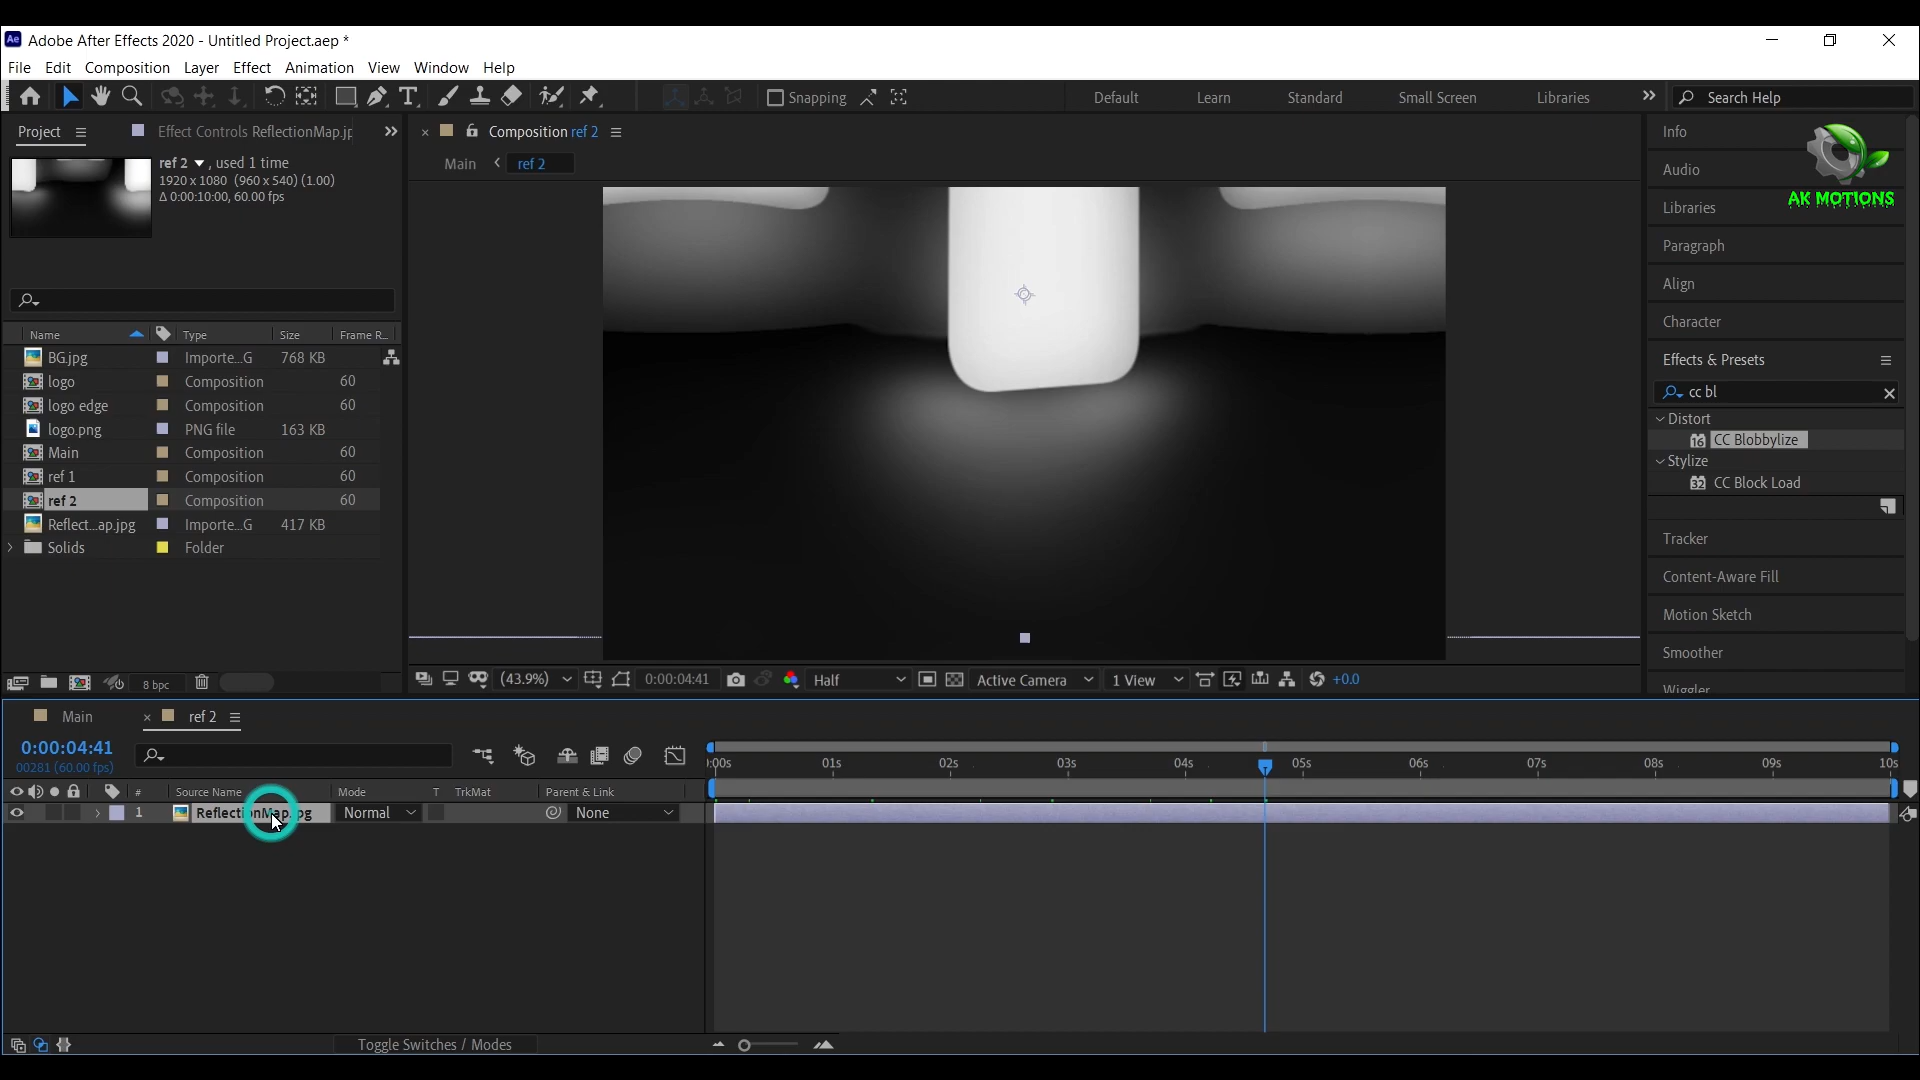 Adobe After Effects 2020 - Untitled Project.aep *
File Edit Composition Layer Effect Animation View Window Help
Snapping Default Learn Standard Small Screen Libraries Search Help
Project Effect Controls ReflectionMap.jp
ref 2 , used 1 time
1920 x 1080 (960 x 540) (1.00)
Δ 0:00:10:00, 60.00 fps
Name Type Size Frame R...
BG.jpg Importe...G 768 KB
logo Composition 60
logo edge Composition 60
logo.png PNG file 163 KB
Main Composition 60
ref 1 Composition 60
ref 2 Composition 60
Reflect...ap.jpg Importe...G 417 KB
Solids Folder
8 bpc
Composition ref 2
Main ref 2
(43.9%) 0:00:04:41 Half Active Camera 1 View +0.0
Info
Audio
Libraries
Paragraph
Align
Character
Effects & Presets
cc bl
Distort
16 CC Blobbylize
Stylize
32 CC Block Load
Tracker
Content-Aware Fill
Motion Sketch
Smoother
Wiggler
AK MOTIONS
Main ref 2
0:00:04:41
00281 (60.00 fps)
# Source Name Mode T TrkMat Parent & Link
1 ReflectionMap.jpg Normal None
:00s 01s 02s 03s 04s 05s 06s 07s 08s 09s 10s
Toggle Switches / Modes